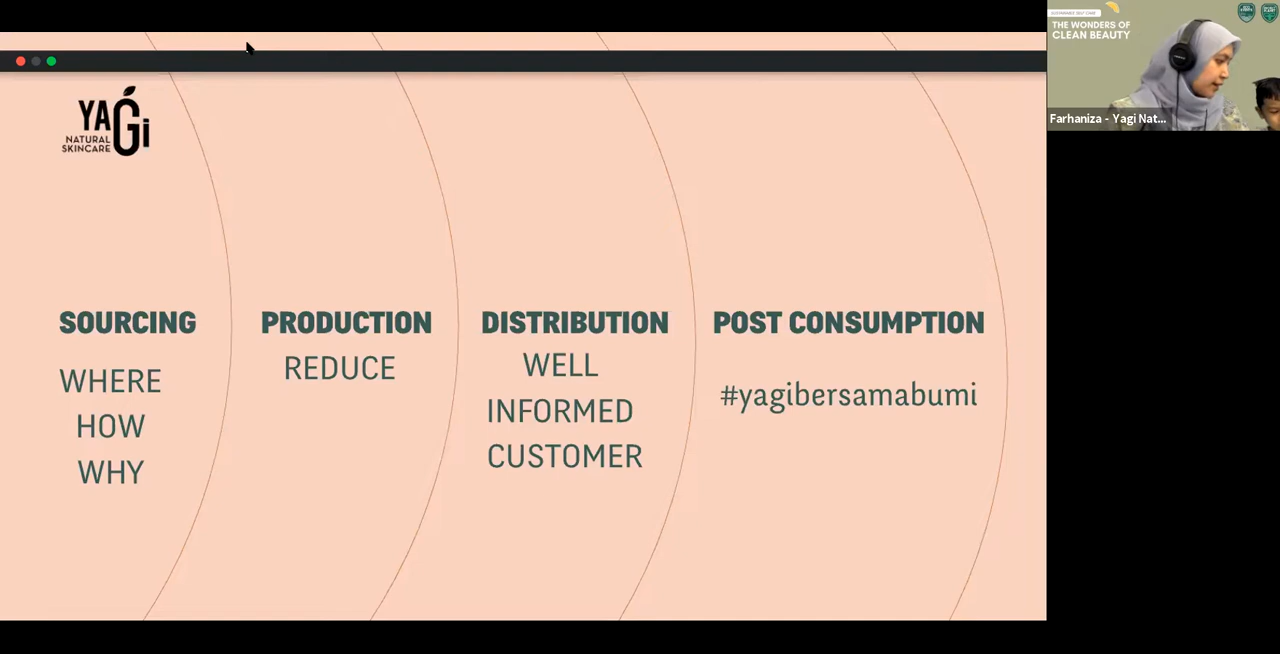 YAGi
NATURAL
SKINCARE
SOURCING
WHERE
HOW
WHY
PRODUCTION
REDUCE
DISTRIBUTION
WELL
INFORMED
CUSTOMER
POST CONSUMPTION
#yagibersamabumi
THE WONDERS OF
CLEAN BEAUTY
Farhaniza - Yagi Nat...